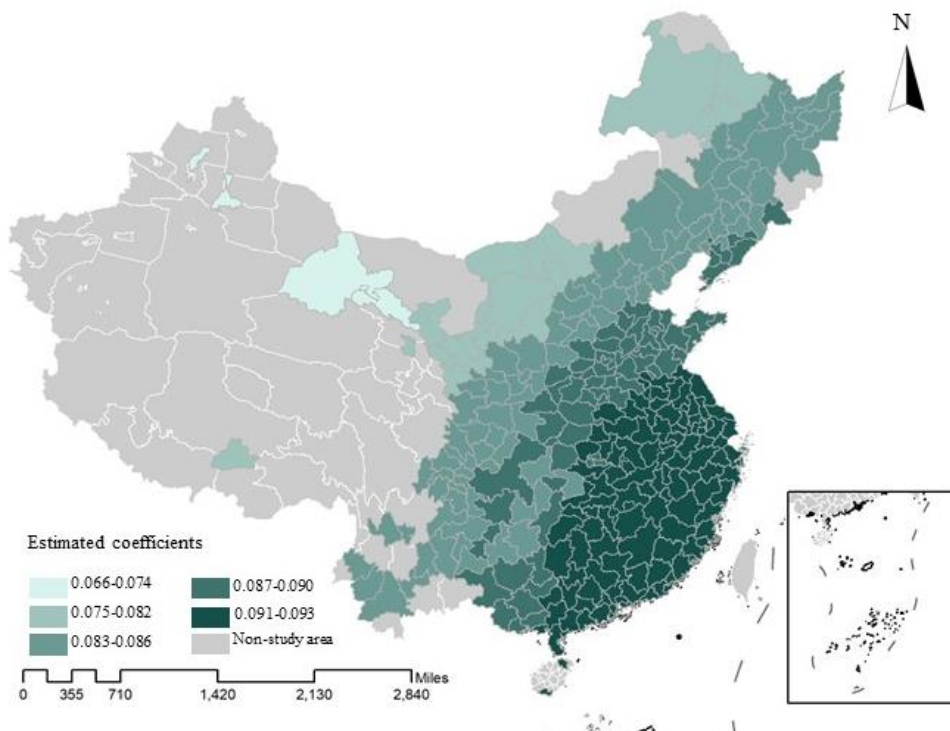 N
Estimated coefficients
0.066-0.074
0.087-0.090
0.075-0.082
0.091-0.093
0.083-0.086
Non-study area
Miles
0 355 710 1,420 2,130 2,840